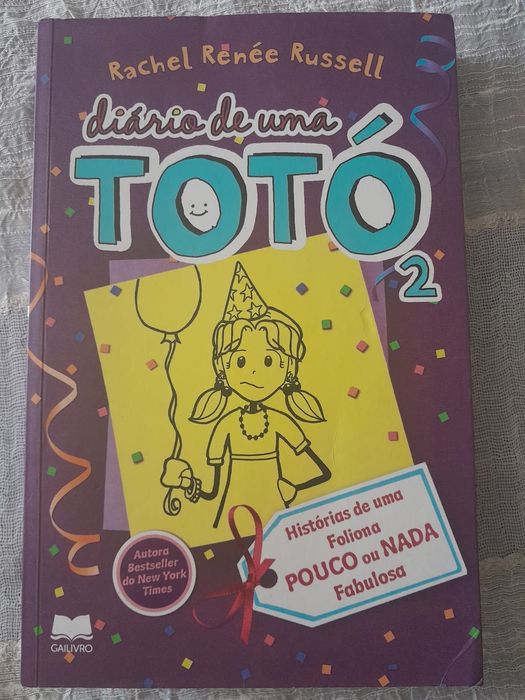 Rachel Renée Russell
diário de uma
TOTÓ
2
Histórias de uma
Foliona
POUCO ou NADA
Fabulosa
Autora
Bestseller
do New York
Times
GAILIVRO